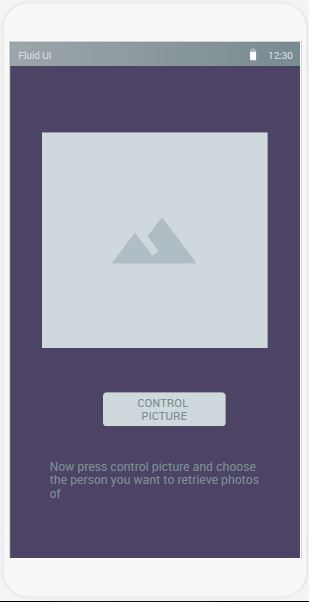 Fluid UI 12:30
CONTROL
PICTURE
Now press control picture and choose
the person you want to retrieve photos
of